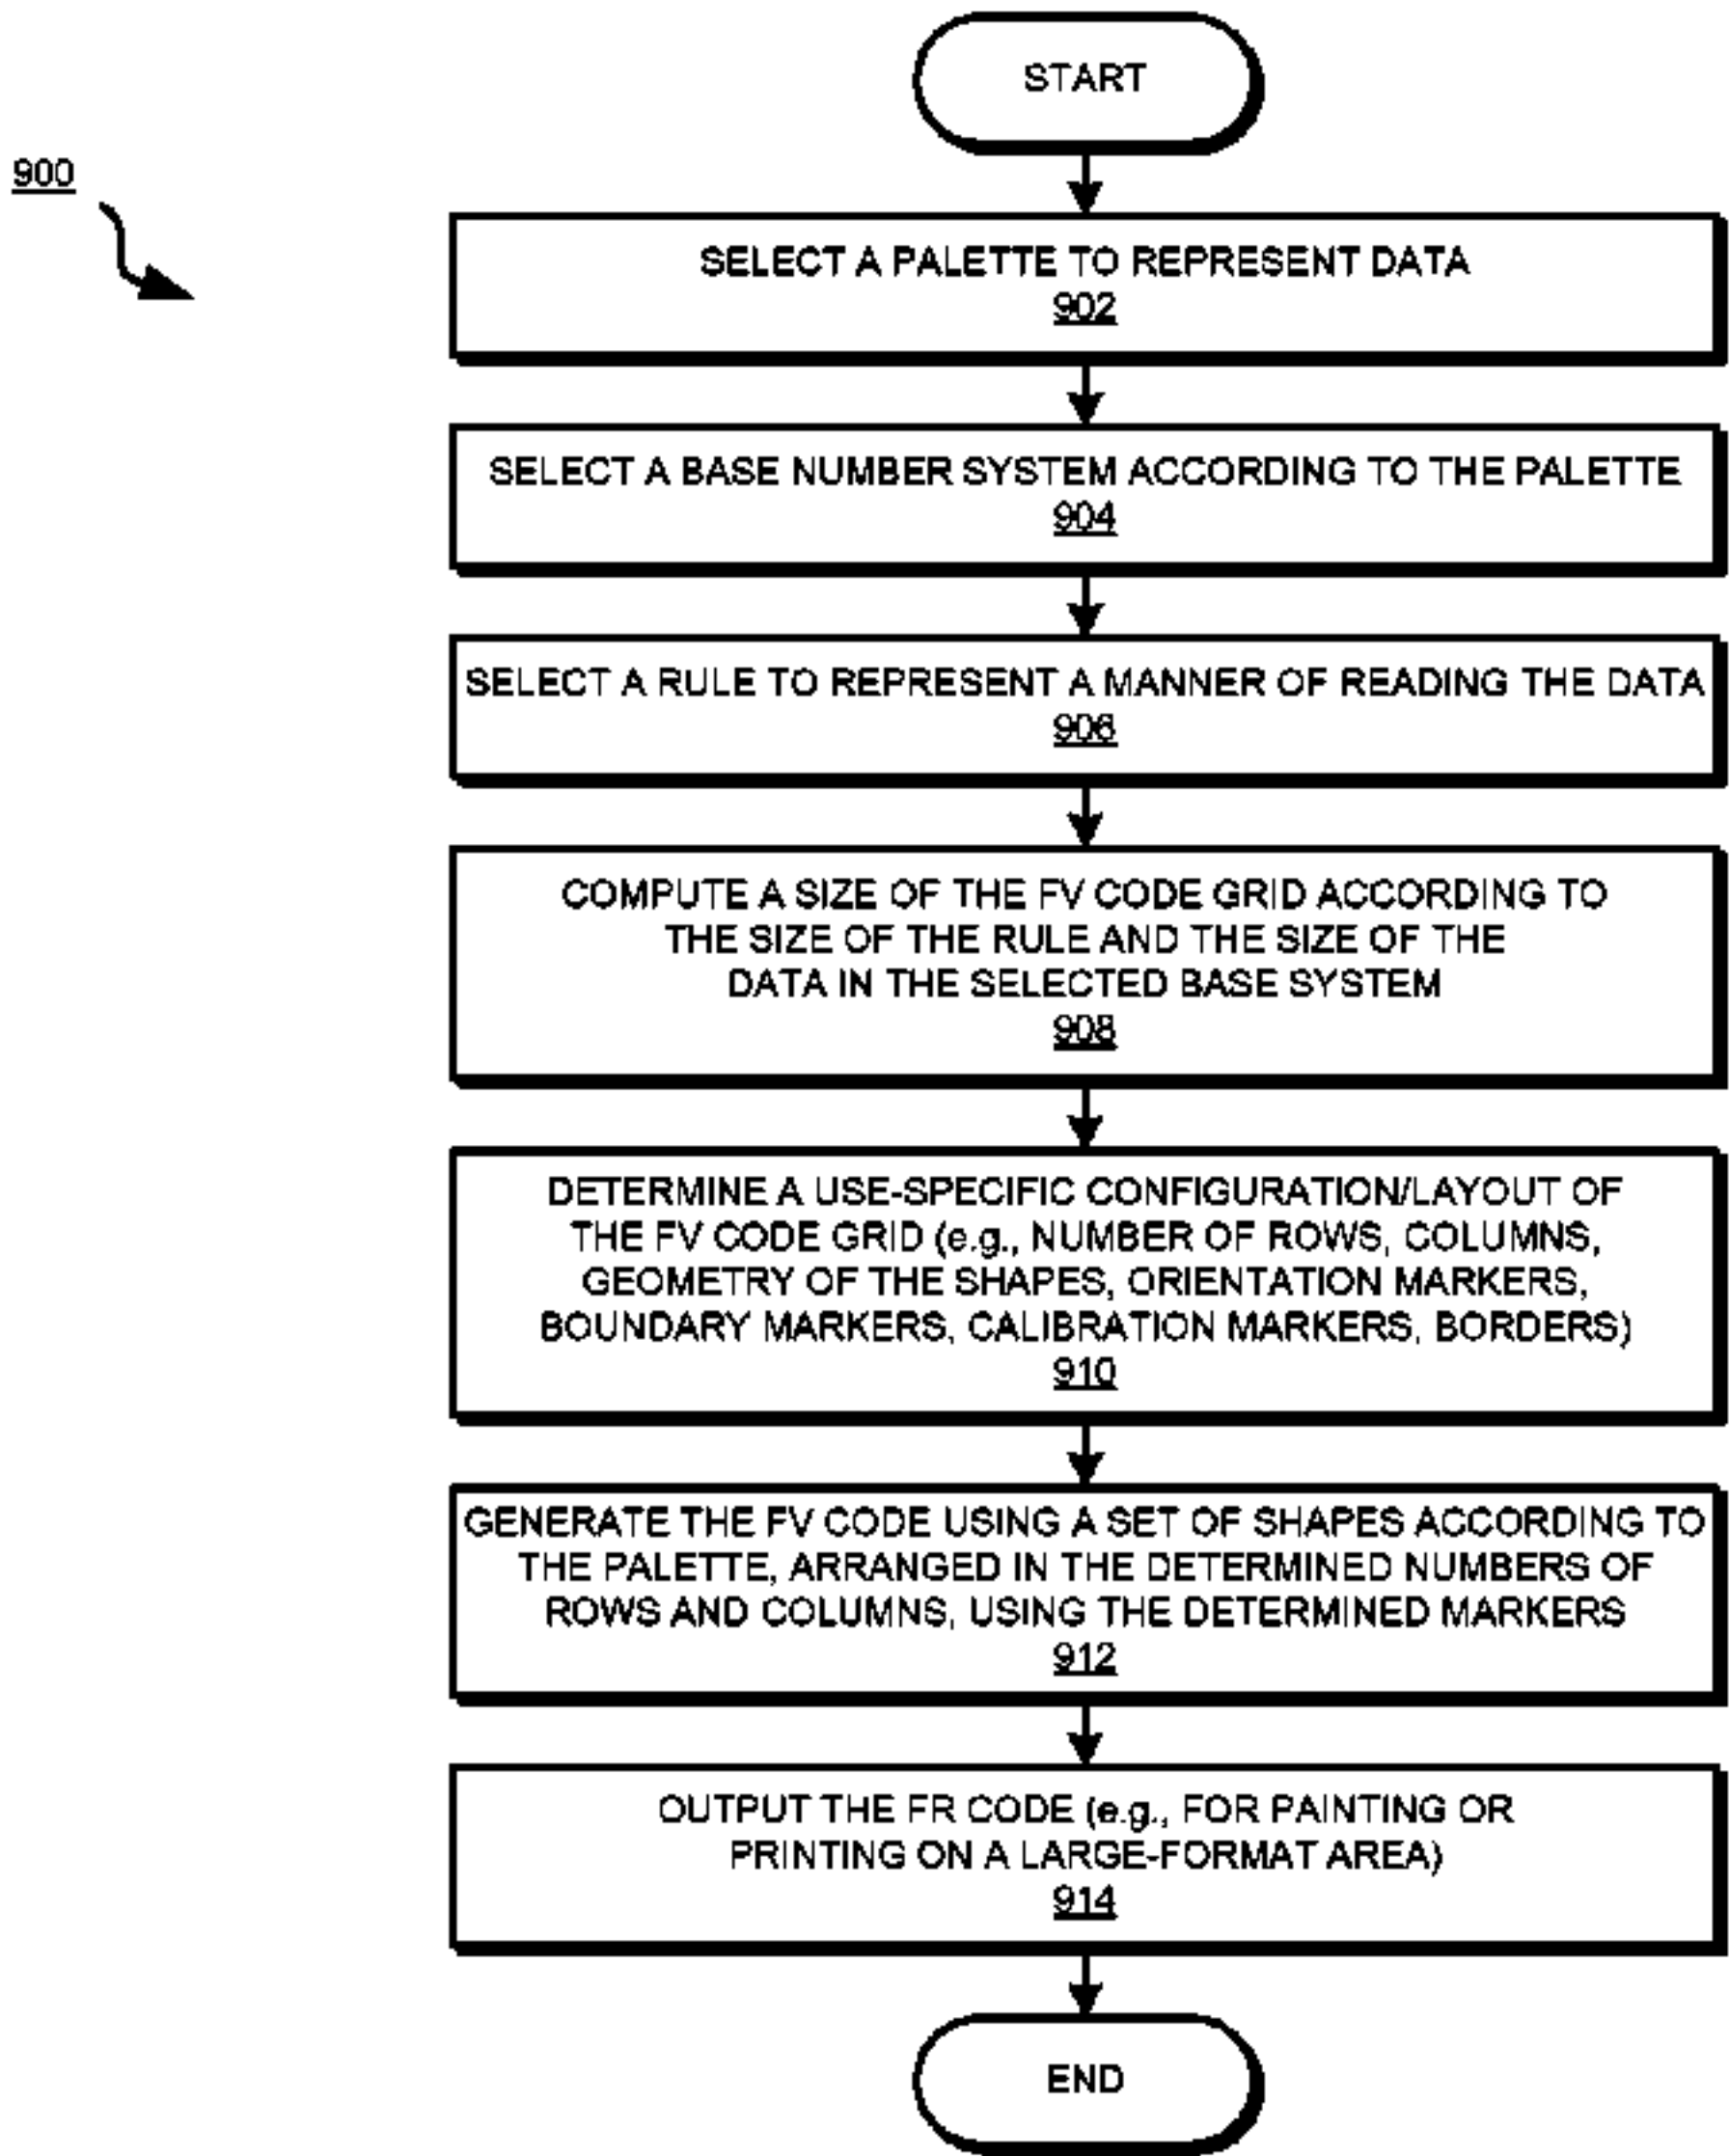 START
900
SELECT A PALETTE TO REPRESENT DATA
902
SELECT A BASE NUMBER SYSTEM ACCORDING TO THE PALETTE
904
SELECT A RULE TO REPRESENT A MANNER OF READING THE DATA
906
COMPUTE A SIZE OF THE FV CODE GRID ACCORDING TO
THE SIZE OF THE RULE AND THE SIZE OF THE
DATA IN THE SELECTED BASE SYSTEM
908
DETERMINE A USE-SPECIFIC CONFIGURATION/LAYOUT OF
THE FV CODE GRID (e.g., NUMBER OF ROWS, COLUMNS,
GEOMETRY OF THE SHAPES, ORIENTATION MARKERS,
BOUNDARY MARKERS, CALIBRATION MARKERS, BORDERS)
910
GENERATE THE FV CODE USING A SET OF SHAPES ACCORDING TO
THE PALETTE, ARRANGED IN THE DETERMINED NUMBERS OF
ROWS AND COLUMNS, USING THE DETERMINED MARKERS
912
OUTPUT THE FR CODE (e.g., FOR PAINTING OR
PRINTING ON A LARGE-FORMAT AREA)
914
END